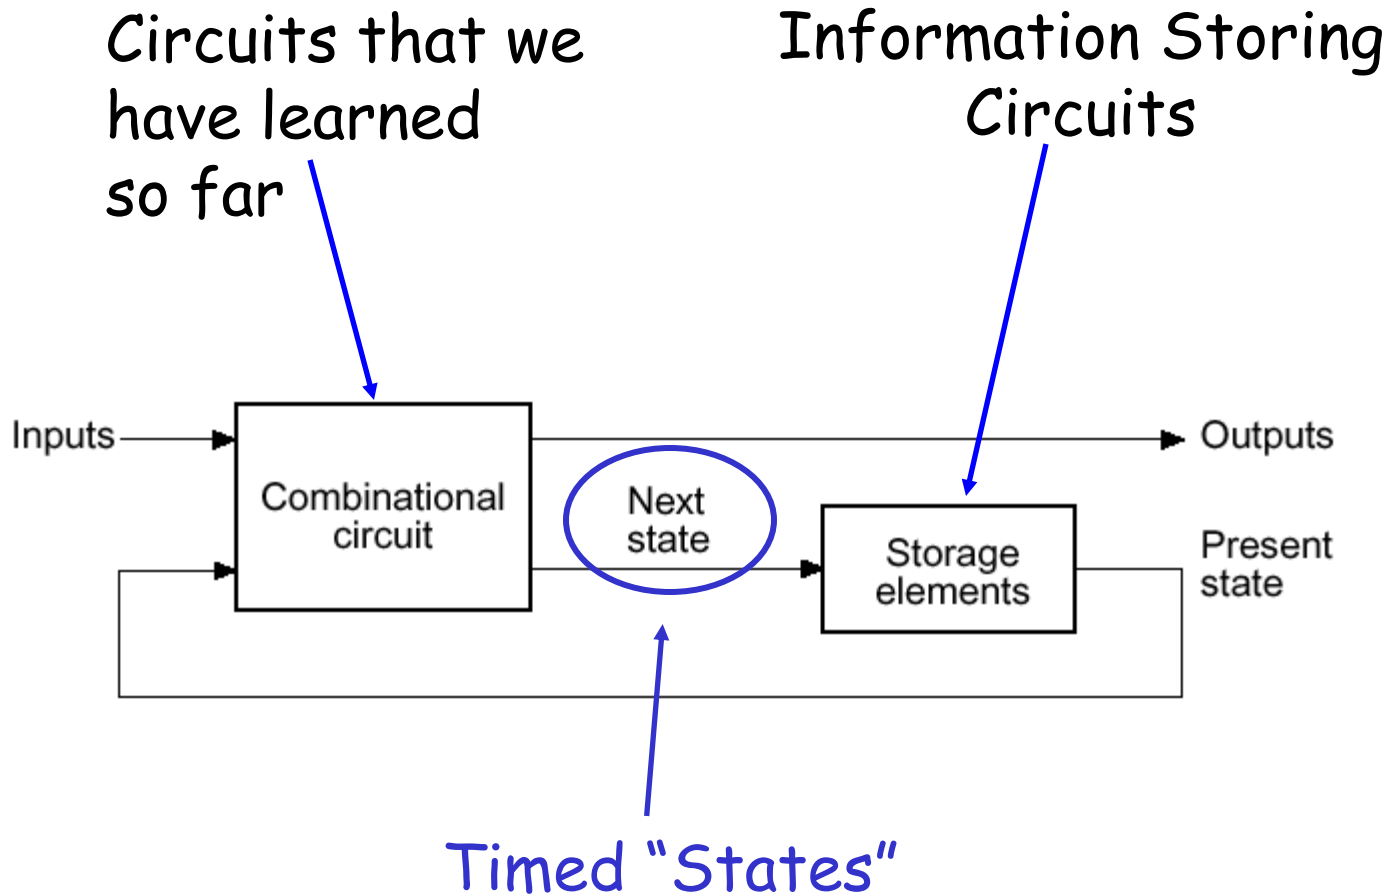 Circuits that we
have learned
so far
Information Storing
Circuits
Inputs
Combinational
circuit
Next
state
Storage
elements
Outputs
Present
state
Timed “States”